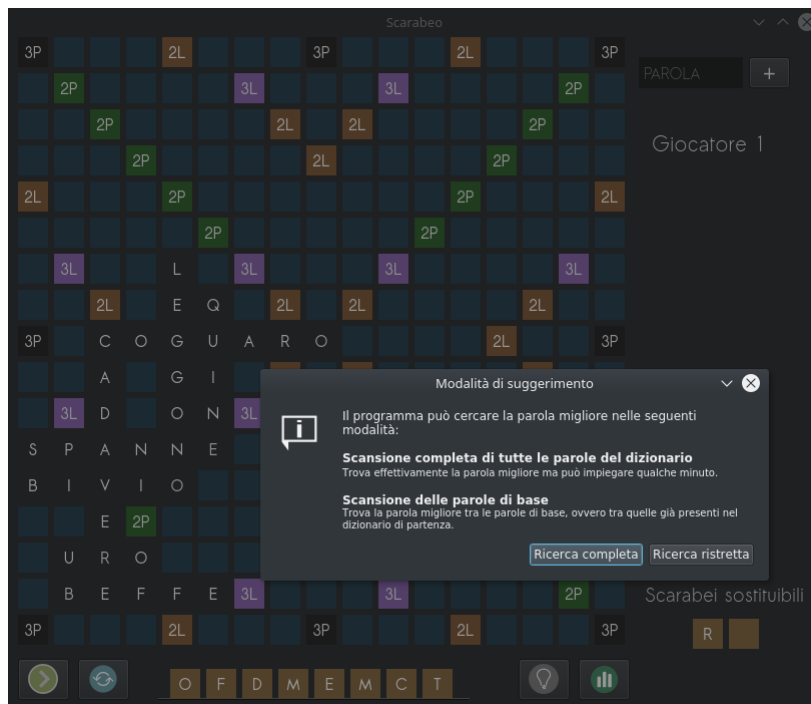 Scarabeo
3P 2L 3P 2L 3P
PAROLA +
2P 3L 3L 2P
2P 2L 2L 2P
Giocatore 1
2P 2L 2P
2L 2P 2P 2L
2P 2P
3L L 3L 3L 3L
2L E Q 2L 2L 2L
3P C O G U A R O 2L 3P
A G I
3L D O N 3L
S P A N N E
B I V I O
E 2P
U R O
B E F F E 3L 3L 2P
3P 2L 3P 2L 3P
Modalità di suggerimento
Il programma può cercare la parola migliore nelle seguenti
modalità:
Scansione completa di tutte le parole del dizionario
Trova effettivamente la parola migliore ma può impiegare qualche minuto.
Scansione delle parole di base
Trova la parola migliore tra le parole di base, ovvero tra quelle già presenti nel
dizionario di partenza.
Ricerca completa Ricerca ristretta
Scarabei sostituibili
R
O F D M E M C T